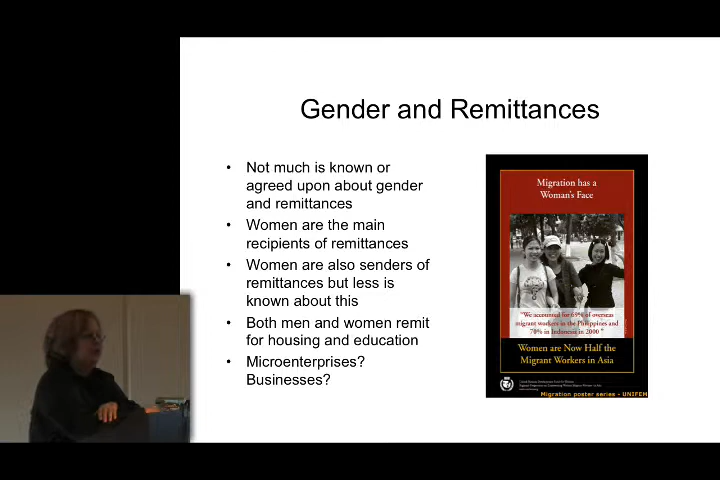 Gender and Remittances
• Not much is known or
agreed upon about gender
and remittances
• Women are the main
recipients of remittances
• Women are also senders of
remittances but less is
known about this
• Both men and women remit
for housing and education
• Microenterprises?
Businesses?
Migration has a
Woman's Face
"We accounted for 69% of overseas
migrant workers in the Philippines and
70% in Indonesia in 2000"
Women are Now Half the
Migrant Workers in Asia
Migration poster series - UNIFEM